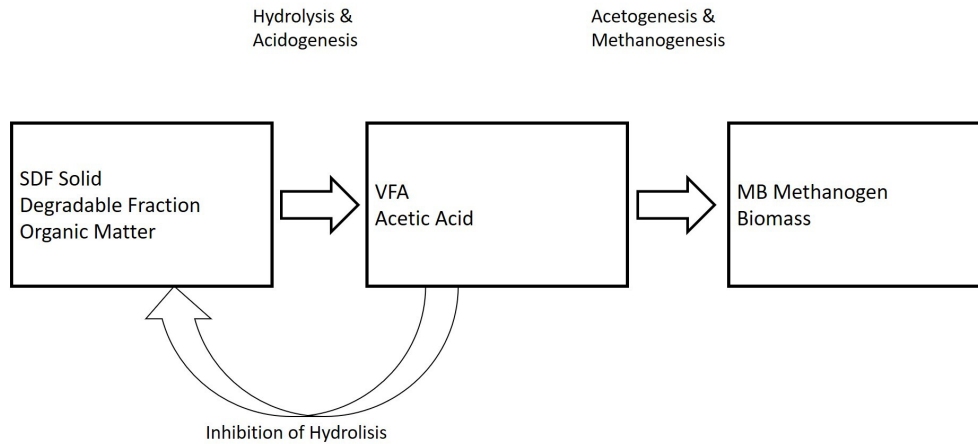 Hydrolysis &
Acidogenesis
Acetogenesis &
Methanogenesis
SDF Solid
Degradable Fraction
Organic Matter
VFA
Acetic Acid
MB Methanogen
Biomass
Inhibition of Hydrolisis